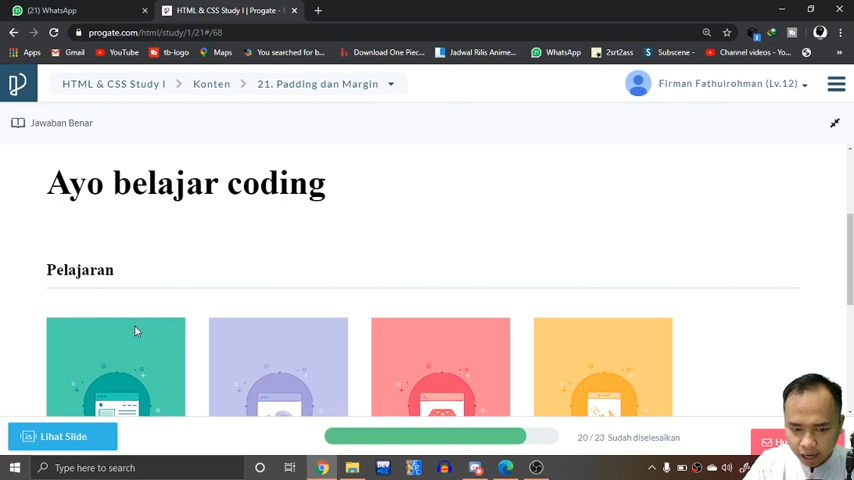 (21) WhatsApp
HTML & CSS Study I | Progate - I
progate.com/html/study/1/21#/68
Apps
Gmail
YouTube
tb-logo
Maps
You searched for b...
Download One Piec...
Jadwal Rilis Anime...
WhatsApp
2srt2ass
Subscene -
Channel videos - Yo...
HTML & CSS Study I
Konten
21. Padding dan Margin
Firman Fathulrohman (Lv.12)
Jawaban Benar
Ayo belajar coding
Pelajaran
Lihat Slide
20 / 23 Sudah diselesaikan
Type here to search
DEV